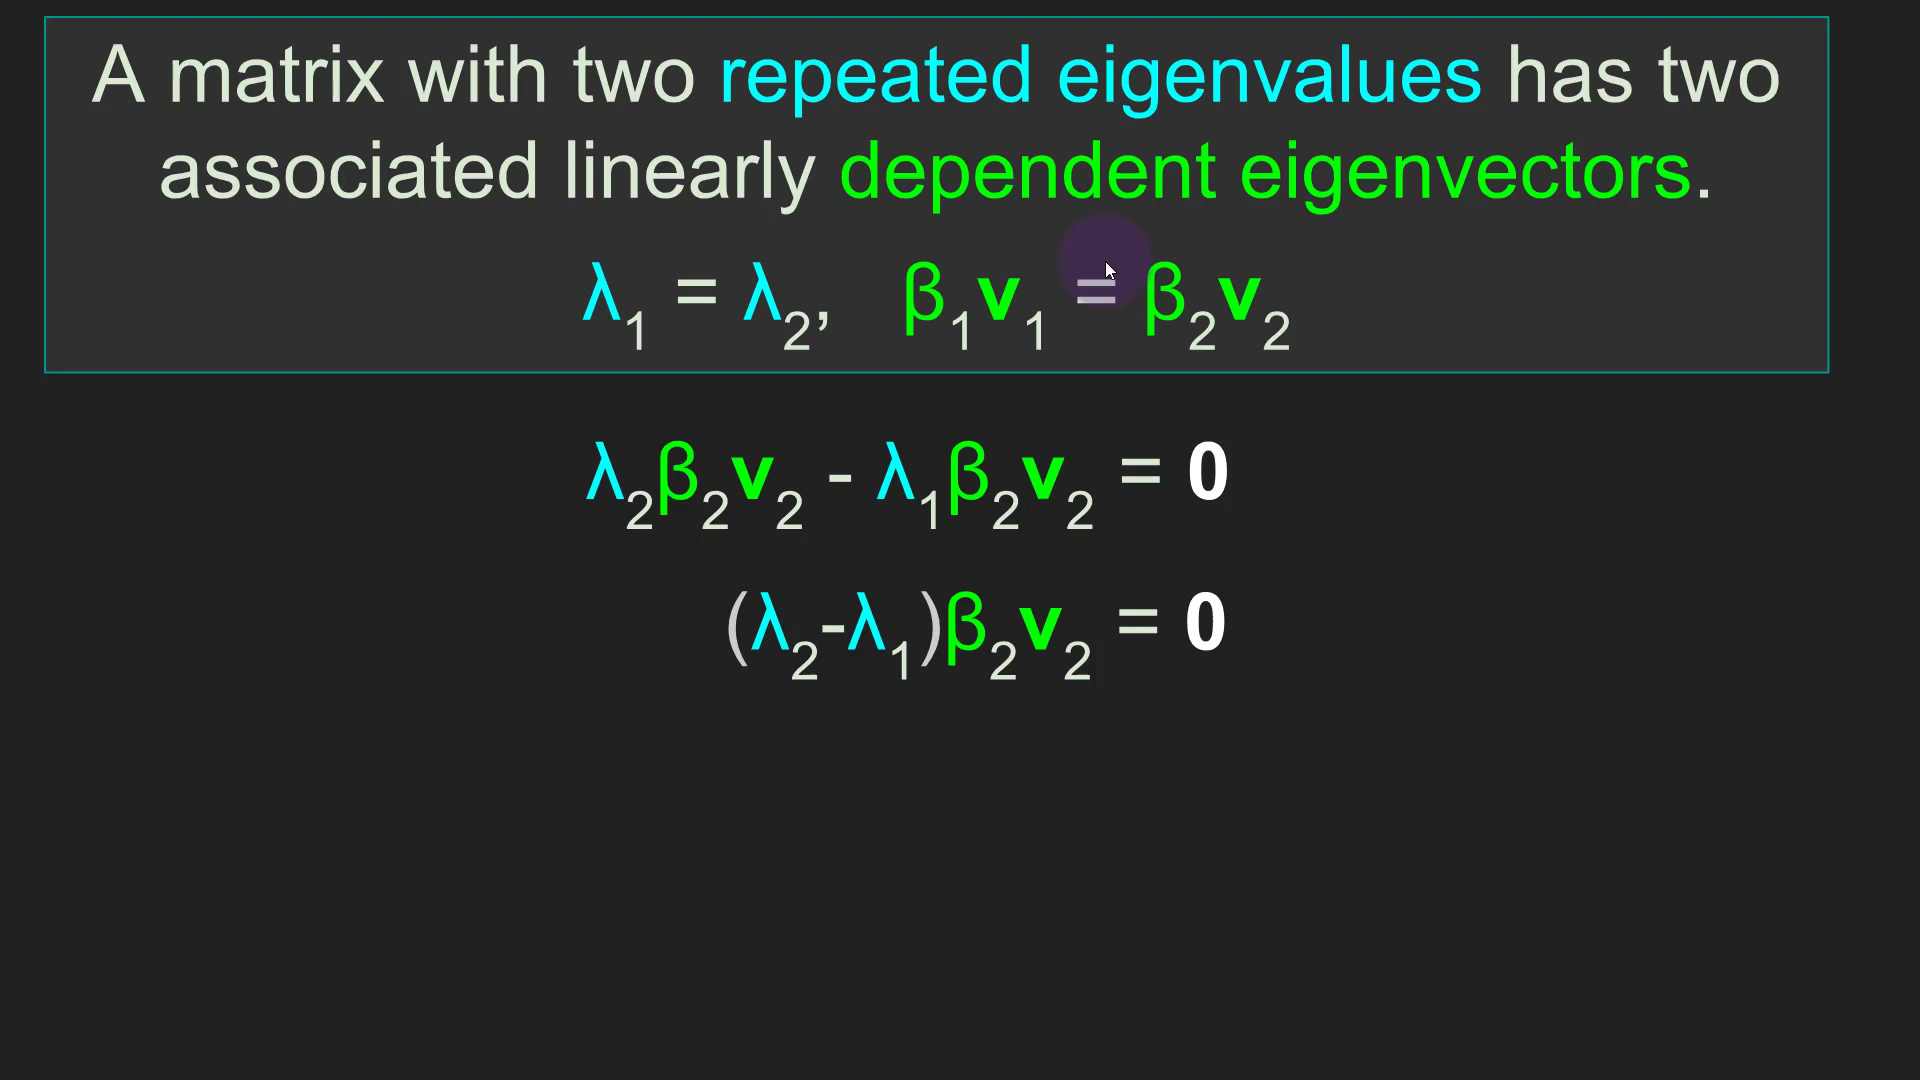 A matrix with two repeated eigenvalues has two
associated linearly dependent eigenvectors.
λ₁ = λ₂, β₁v₁ = β₂v₂
λ₂β₂v₂ - λ₁β₂v₂ = 0
(λ₂-λ₁)β₂v₂ = 0